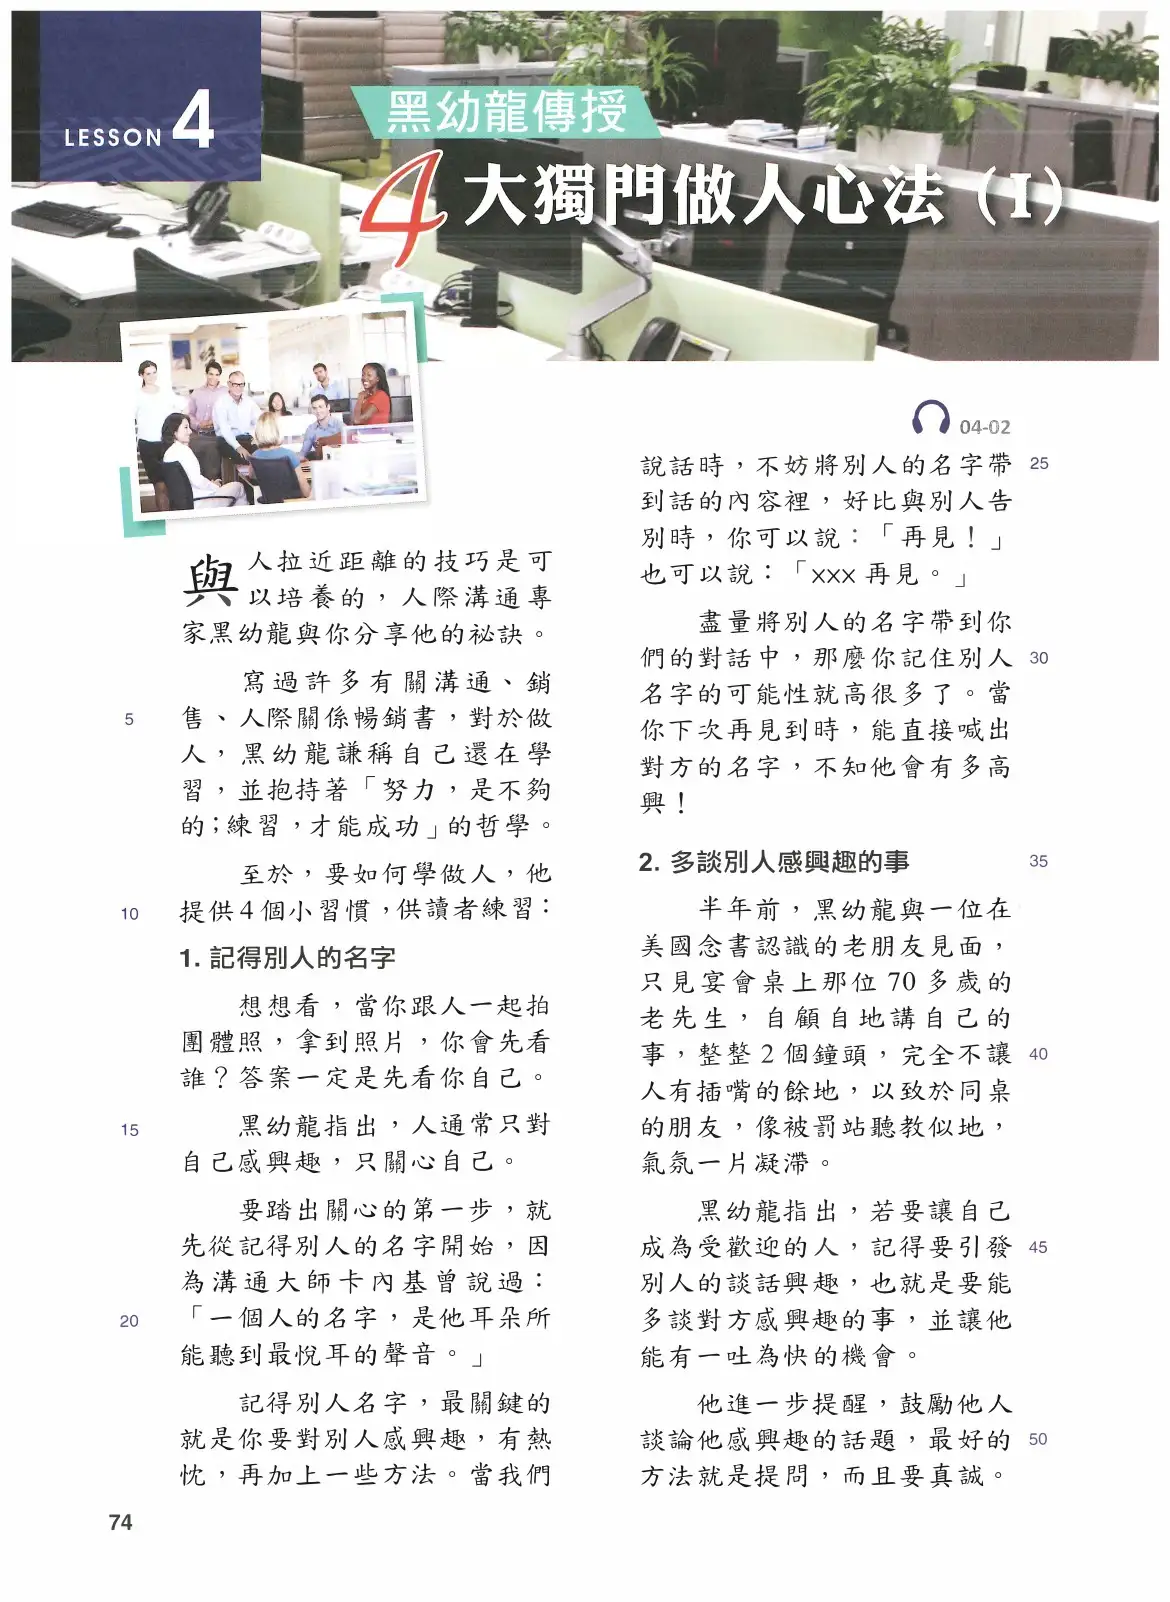 LESSON 4
黑幼龍傳授
4大獨門做人心法 (I)
與人拉近距離的技巧是可
以培養的，人際溝通專
家黑幼龍與你分享他的祕訣。
寫過許多有關溝通、銷
5 售、人際關係暢銷書，對於做
人，黑幼龍謙稱自己還在學
習，並抱持著「努力，是不夠
的；練習，才能成功」的哲學。
至於，要如何學做人，他
10 提供4個小習慣，供讀者練習：
1. 記得別人的名字
想想看，當你跟人一起拍
團體照，拿到照片，你會先看
誰？答案一定是先看你自己。
15 黑幼龍指出，人通常只對
自己感興趣，只關心自己。
要踏出關心的第一步，就
先從記得別人的名字開始，因
為溝通大師卡內基曾說過：
20 「一個人的名字，是他耳朵所
能聽到最悅耳的聲音。」
記得別人名字，最關鍵的
就是你要對別人感興趣，有熱
忱，再加上一些方法。當我們
04-02
說話時，不妨將別人的名字帶 25
到話的內容裡，好比與別人告
別時，你可以說：「再見！」
也可以說：「xxx 再見。」
盡量將別人的名字帶到你
們的對話中，那麼你記住別人 30
名字的可能性就高很多了。當
你下次再見到時，能直接喊出
對方的名字，不知他會有多高
興！
2. 多談別人感興趣的事 35
半年前，黑幼龍與一位在
美國念書認識的老朋友見面，
只見宴會桌上那位 70 多歲的
老先生，自顧自地講自己的
事，整整 2 個鐘頭，完全不讓 40
人有插嘴的餘地，以致於同桌
的朋友，像被罰站聽教似地，
氣氛一片凝滯。
黑幼龍指出，若要讓自己
成為受歡迎的人，記得要引發 45
別人的談話興趣，也就是要能
多談對方感興趣的事，並讓他
能有一吐為快的機會。
他進一步提醒，鼓勵他人
談論他感興趣的話題，最好的 50
方法就是提問，而且要真誠。
74